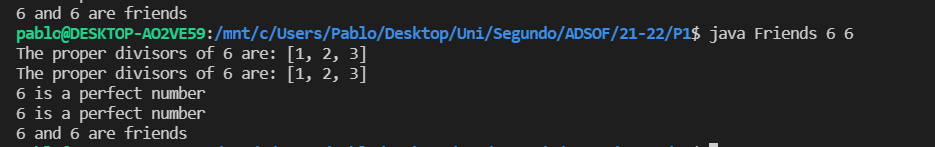 6 and 6 are friends
pablo@DESKTOP-AO2VE59:/mnt/c/Users/Pablo/Desktop/Uni/Segundo/ADSOF/21-22/P1$ java Friends 6 6
The proper divisors of 6 are: [1, 2, 3]
The proper divisors of 6 are: [1, 2, 3]
6 is a perfect number
6 is a perfect number
6 and 6 are friends